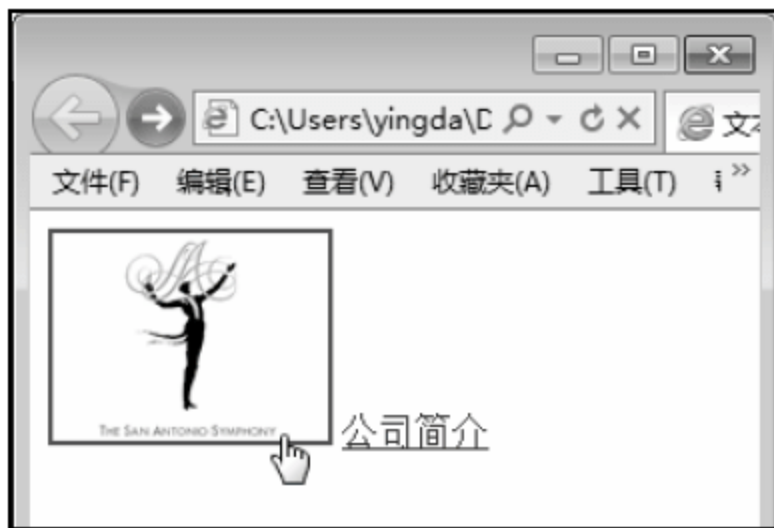 C:\Users\yingda\D
文件(F) 编辑(E) 查看(V) 收藏夹(A) 工具(T)
THE SAN ANTONIO SYMPHONY
公司简介